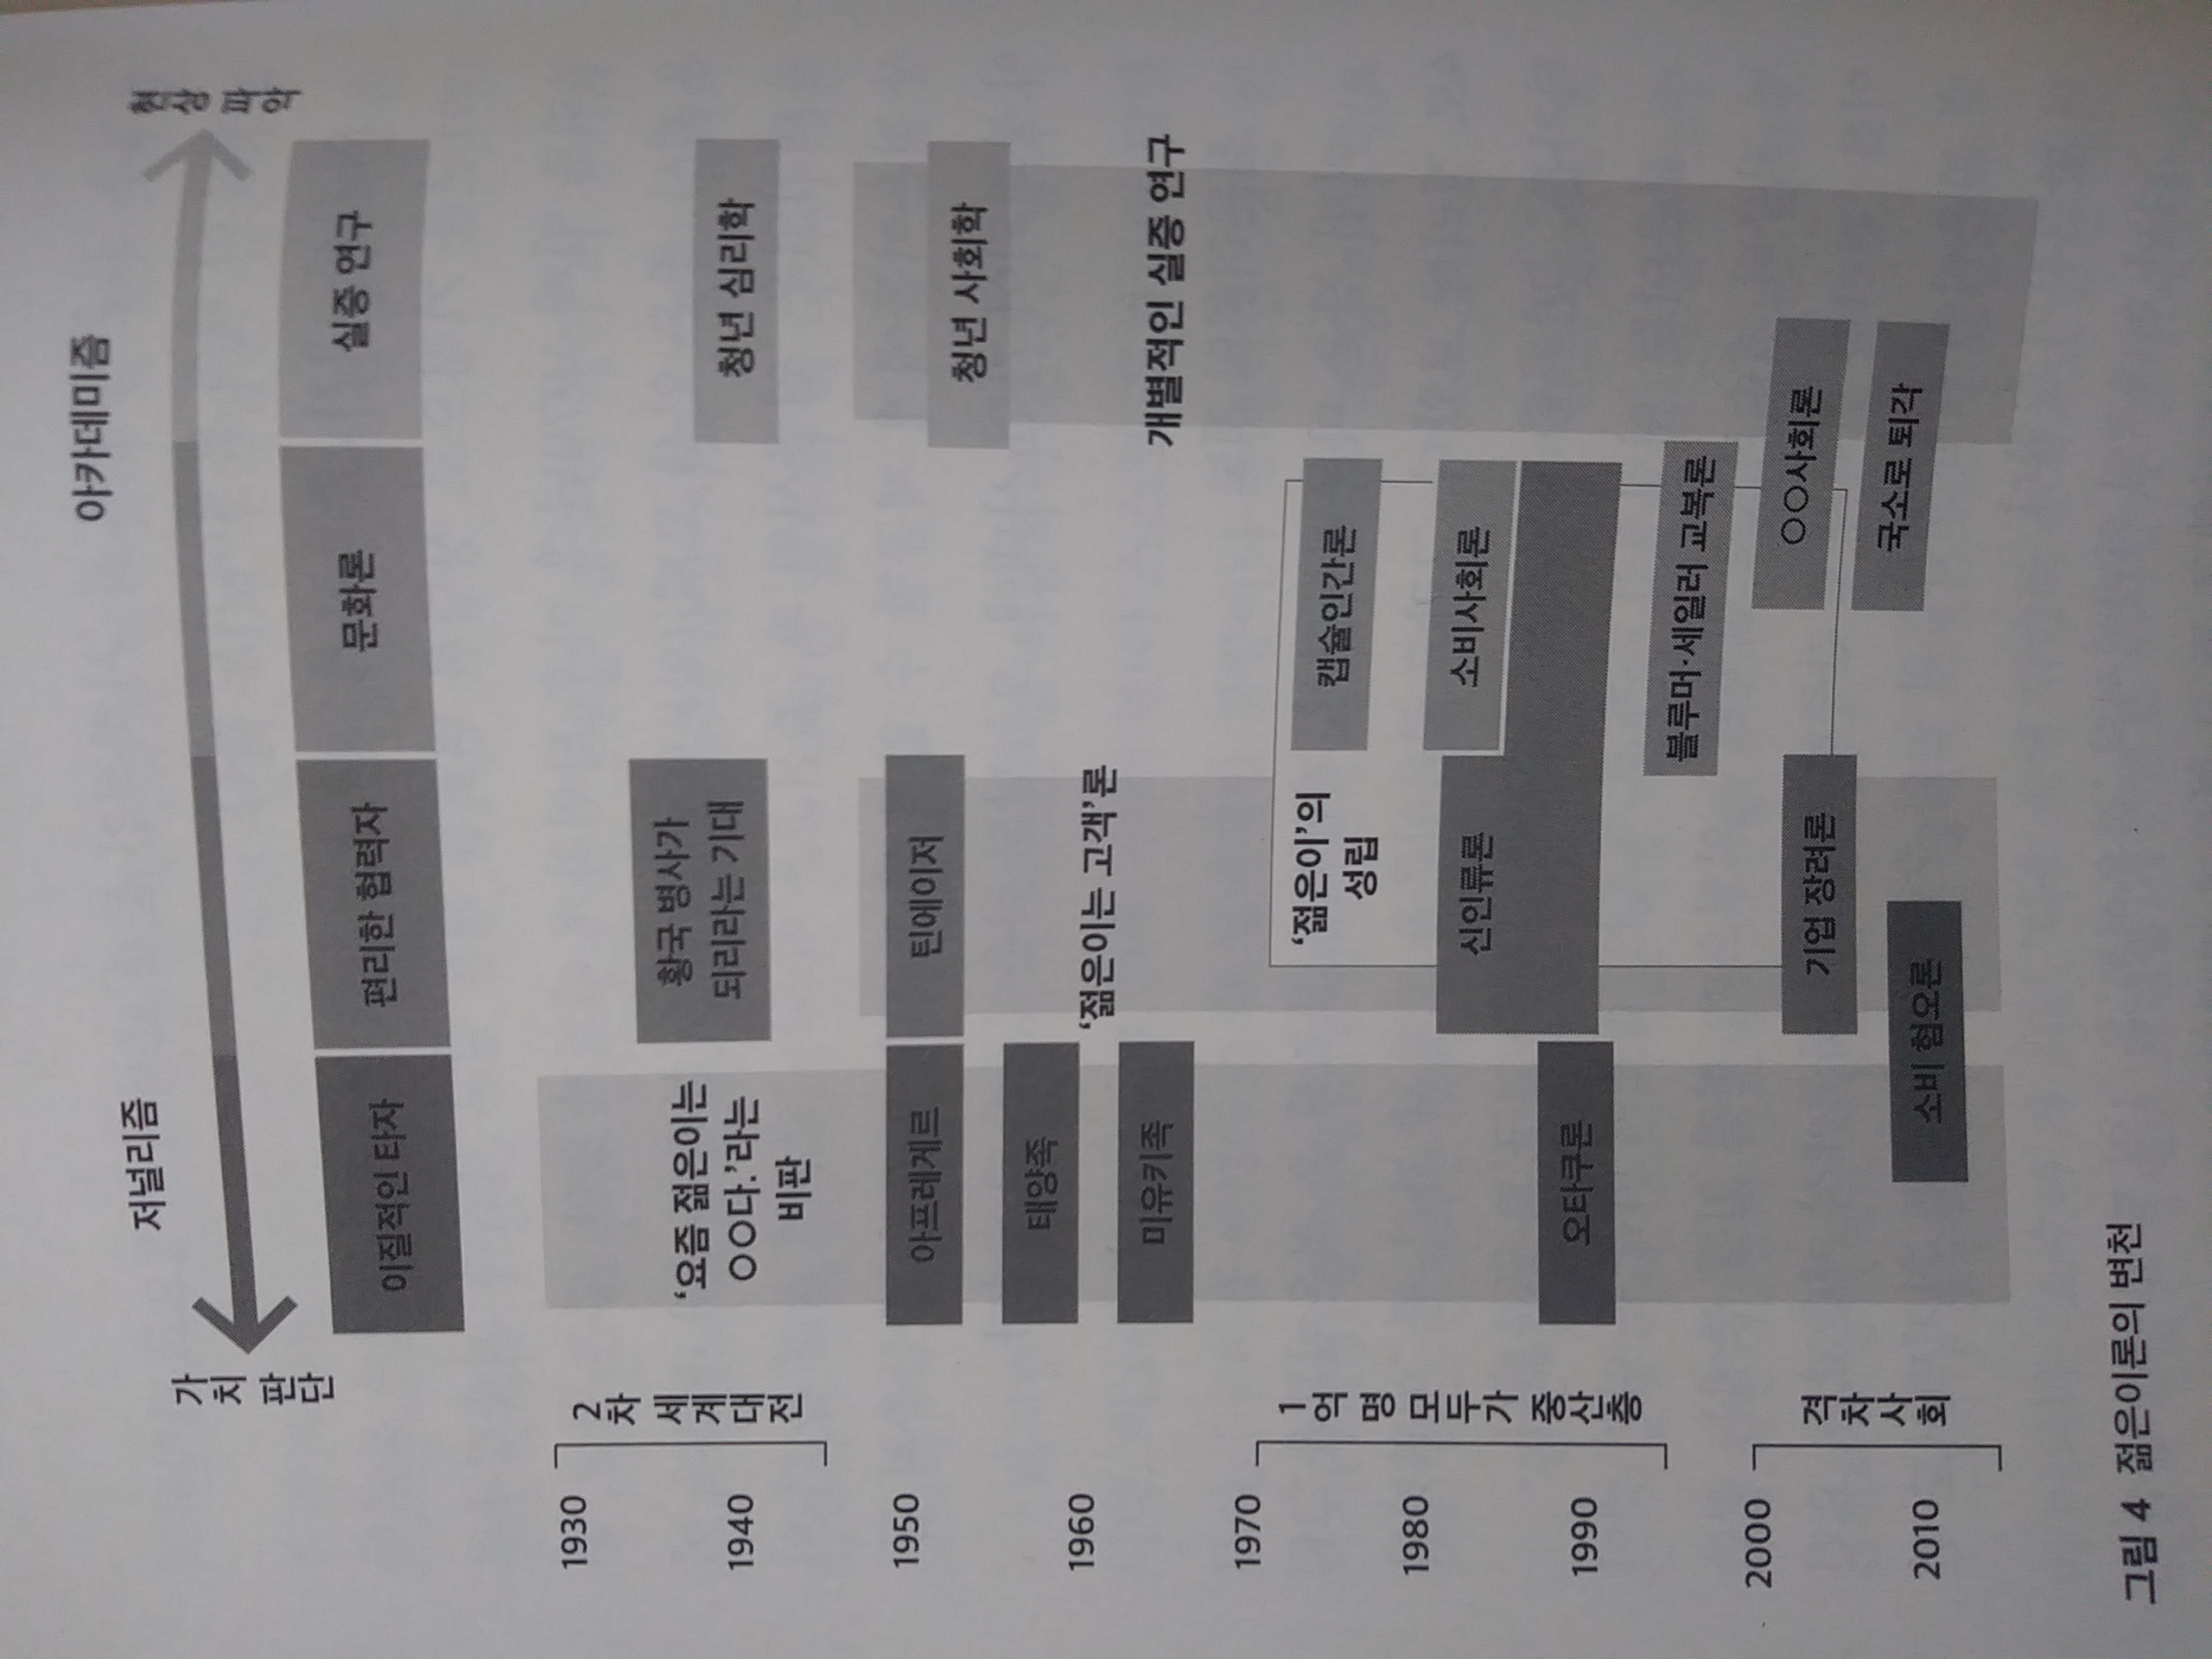 아카데미즘
저널리즘
가치 판단
현상 파악
이질적인 타자
편리한 협력자
문화론
실증 연구
1930
2차 세계대전
‘요즘 젊은이는
○○다.’라는
비판
황국 병사가
되리라는 기대
1940
청년 심리학
1950
아프레게르
틴에이저
청년 사회학
태양족
1960
‘젊은이는 고객’론
미유키족
개별적인 실증 연구
1970
1억 명 모두가 중산층
‘젊은이’의
성립
캡슐인간론
1980
신인류론
소비사회론
1990
오타쿠론
블루머·세일러 교복론
2000
격차사회
기업 장려론
○○사회론
국소로 퇴각
2010
소비 혐오론
그림 4 젊은이론의 변천